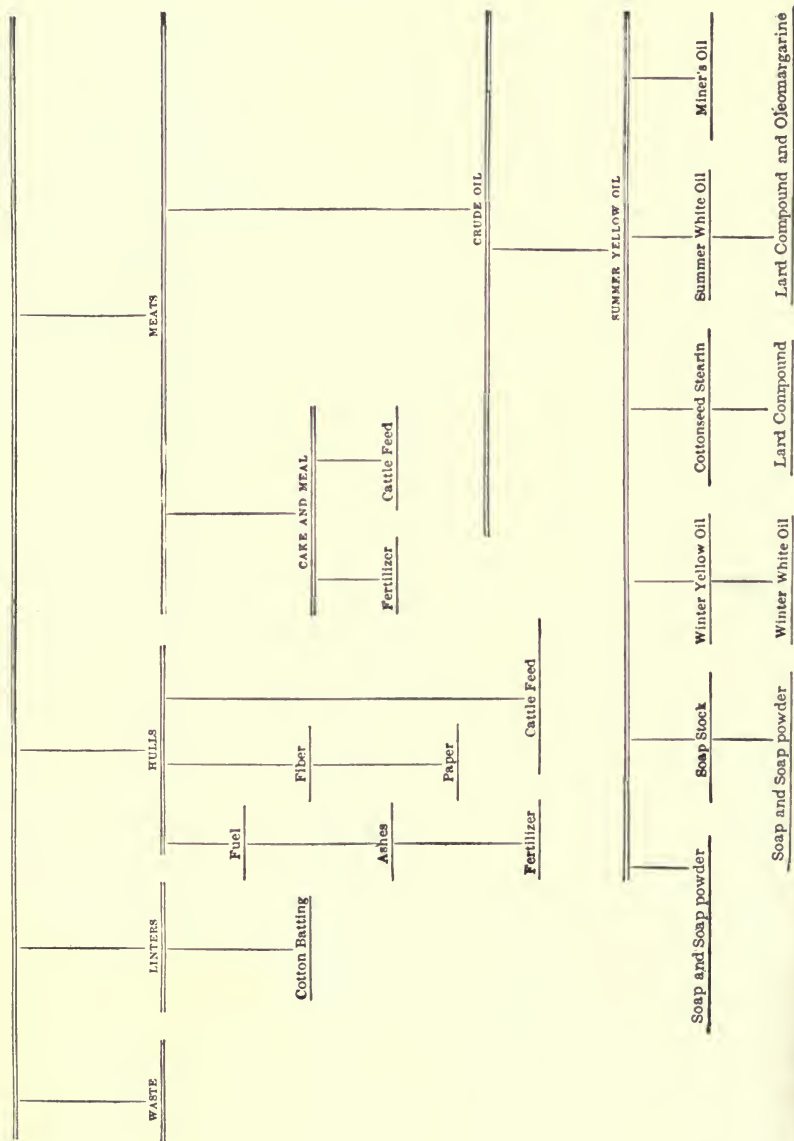 WASTE
LINTERS
HULLS
MEATS
Fuel
Fiber
Cotton Batting
CAKE AND MEAL
Ashes
Fertilizer
Cattle Feed
Paper
CRUDE OIL
Fertilizer
Cattle Feed
SUMMER YELLOW OIL
Soap and Soap powder
Soap Stock
Winter Yellow Oil
Cottonseed Stearin
Summer White Oil
Miner's Oil
Soap and Soap powder
Winter White Oil
Lard Compound
Lard Compound and Oleomargarine